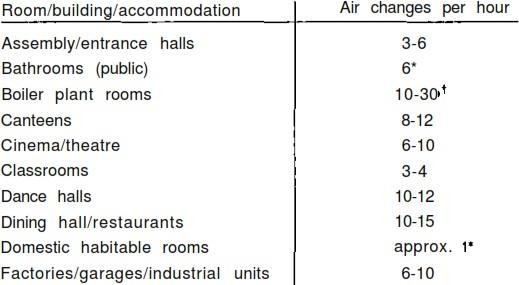 Room/building/accommodation Air changes per hour
Assembly/entrance halls 3-6
Bathrooms (public) 6*
Boiler plant rooms 10-30†
Canteens 8-12
Cinema/theatre 6-10
Classrooms 3-4
Dance halls 10-12
Dining hall/restaurants 10-15
Domestic habitable rooms approx. 1*
Factories/garages/industrial units 6-10